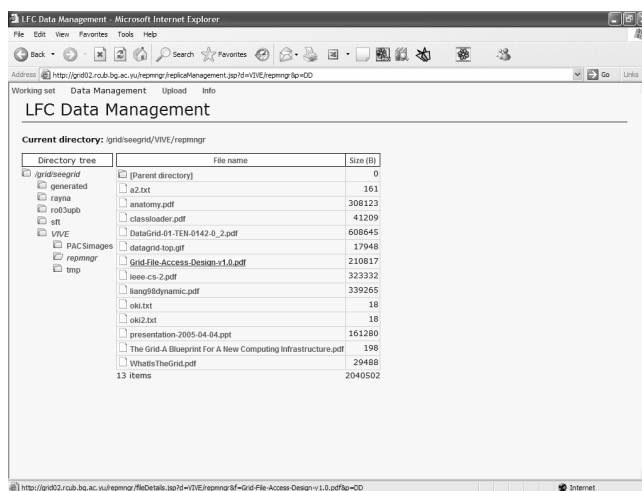 LFC Data Management - Microsoft Internet Explorer
File Edit View Favorites Tools Help
Back Search Favorites
Address http://grid02.rcub.bg.ac.yu/repmngr/replicaManagement.jsp?d=VIVE/repmngr&p=DD Go Links
Working set Data Management Upload Info
LFC Data Management
Current directory: /grid/seegrid/VIVE/repmngr
Directory tree File name Size (B)
/grid/seegrid [Parent directory] 0
generated a2.txt 161
rayna anatomy.pdf 308123
ro03upb classloader.pdf 41209
sft DataGrid-01-TEN-0142-0_2.pdf 608645
VIVE datagrid-top.gif 17948
PACSimages Grid-File-Access-Design-v1.0.pdf 210817
repmngr ieee-cs-2.pdf 323332
tmp liang98dynamic.pdf 339265
oki.txt 18
oki2.txt 18
presentation-2005-04-04.ppt 161280
The Grid-A Blueprint For A New Computing Infrastructure.pdf 198
WhatIsTheGrid.pdf 29488
13 items 2040502
http://grid02.rcub.bg.ac.yu/repmngr/fileDetails.jsp?d=VIVE/repmngr&f=Grid-File-Access-Design-v1.0.pdf&p=DD Internet